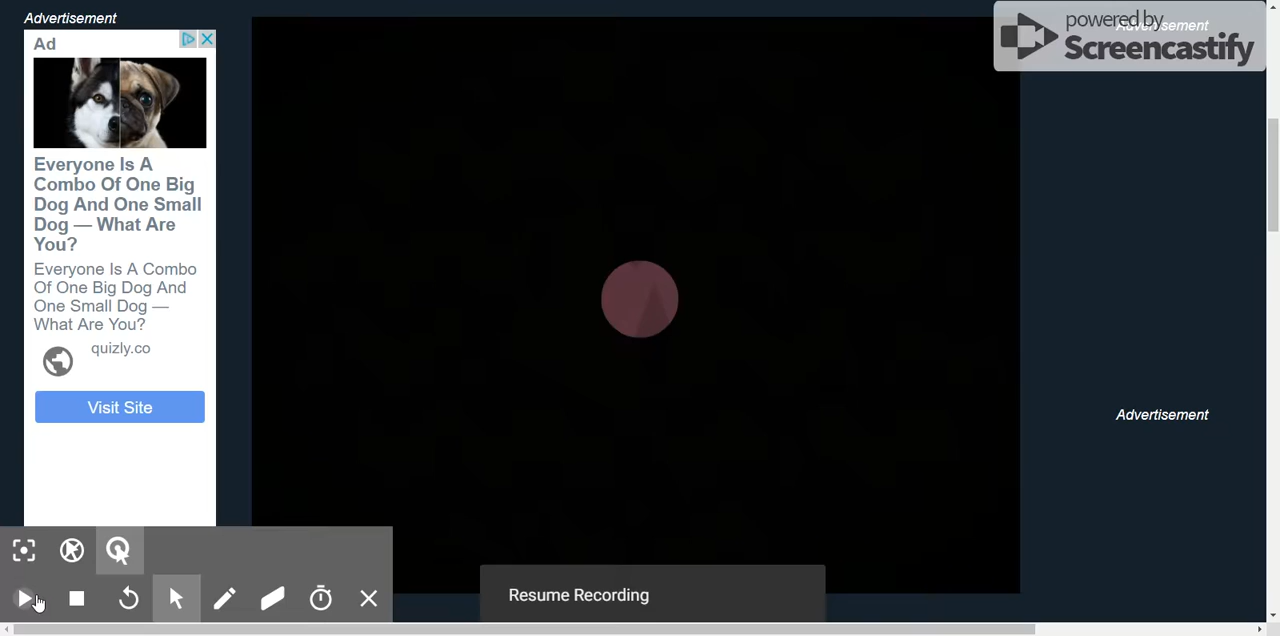 Advertisement
Ad
Everyone Is A
Combo Of One Big
Dog And One Small
Dog — What Are
You?
Everyone Is A Combo
Of One Big Dog And
One Small Dog —
What Are You?
quizly.co
Visit Site
powered by
Screencastify
Advertisement
Advertisement
Resume Recording